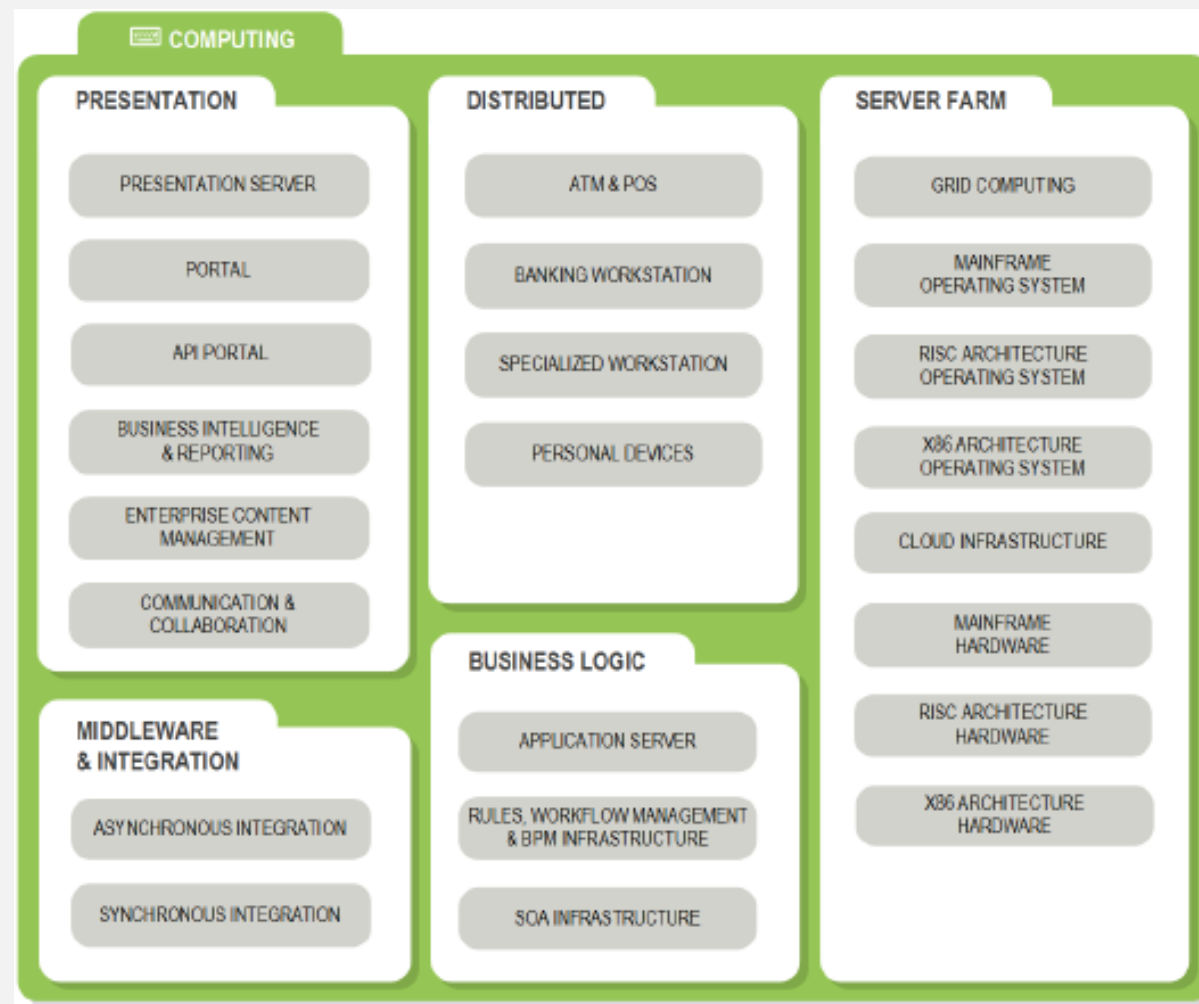 COMPUTING
PRESENTATION
PRESENTATION SERVER
PORTAL
API PORTAL
BUSINESS INTELLIGENCE
& REPORTING
ENTERPRISE CONTENT
MANAGEMENT
COMMUNICATION &
COLLABORATION
MIDDLEWARE
& INTEGRATION
ASYNCHRONOUS INTEGRATION
SYNCHRONOUS INTEGRATION
DISTRIBUTED
ATM & POS
BANKING WORKSTATION
SPECIALIZED WORKSTATION
PERSONAL DEVICES
BUSINESS LOGIC
APPLICATION SERVER
RULES, WORKFLOW MANAGEMENT
& BPM INFRASTRUCTURE
SOA INFRASTRUCTURE
SERVER FARM
GRID COMPUTING
MAINFRAME
OPERATING SYSTEM
RISC ARCHITECTURE
OPERATING SYSTEM
X86 ARCHITECTURE
OPERATING SYSTEM
CLOUD INFRASTRUCTURE
MAINFRAME
HARDWARE
RISC ARCHITECTURE
HARDWARE
X86 ARCHITECTURE
HARDWARE